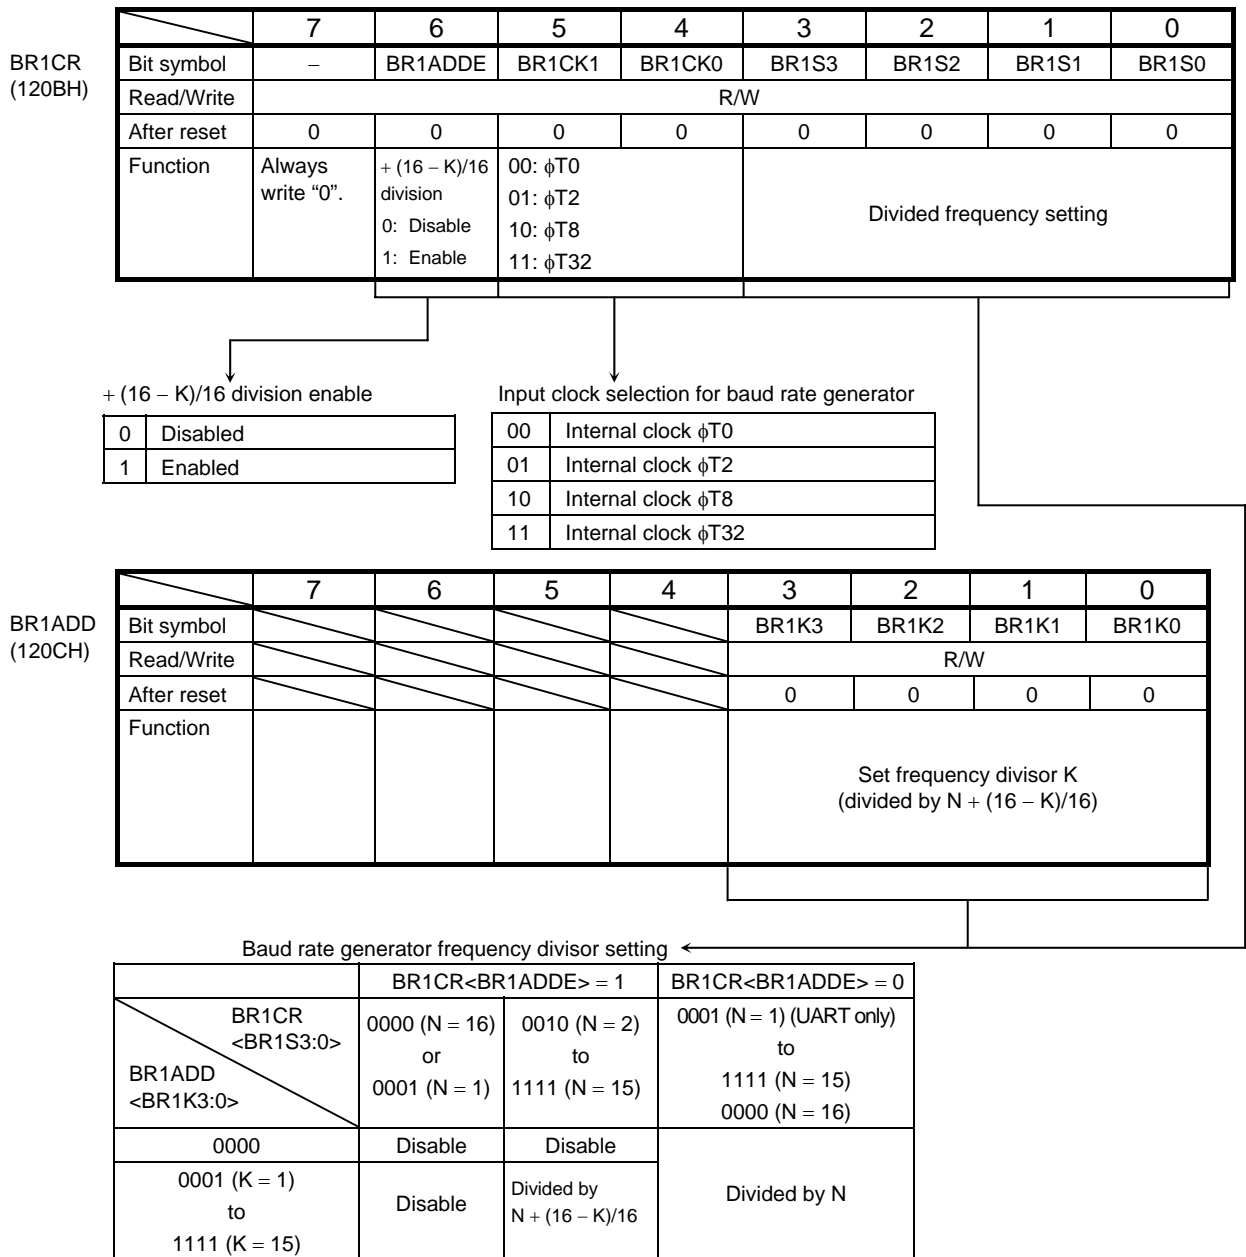 7 6 5 4 3 2 1 0
BR1CR
(120BH)
Bit symbol – BR1ADDE BR1CK1 BR1CK0 BR1S3 BR1S2 BR1S1 BR1S0
Read/Write R/W
After reset 0 0 0 0 0 0 0 0
Function
Always
write “0”.
+ (16 − K)/16
division
0: Disable
1: Enable
00: ϕT0
01: ϕT2
10: ϕT8
11: ϕT32
Divided frequency setting
+ (16 − K)/16 division enable
0 Disabled
1 Enabled
Input clock selection for baud rate generator
00 Internal clock ϕT0
01 Internal clock ϕT2
10 Internal clock ϕT8
11 Internal clock ϕT32
7 6 5 4 3 2 1 0
BR1ADD
(120CH)
Bit symbol BR1K3 BR1K2 BR1K1 BR1K0
Read/Write R/W
After reset 0 0 0 0
Function
Set frequency divisor K
(divided by N + (16 − K)/16)
Baud rate generator frequency divisor setting
BR1CR<BR1ADDE> = 1 BR1CR<BR1ADDE> = 0
BR1CR
<BR1S3:0>
BR1ADD
<BR1K3:0>
0000 (N = 16)
or
0001 (N = 1)
0010 (N = 2)
to
1111 (N = 15)
0001 (N = 1) (UART only)
to
1111 (N = 15)
0000 (N = 16)
0000 Disable Disable
0001 (K = 1)
to
1111 (K = 15)
Disable
Divided by
N + (16 − K)/16
Divided by N